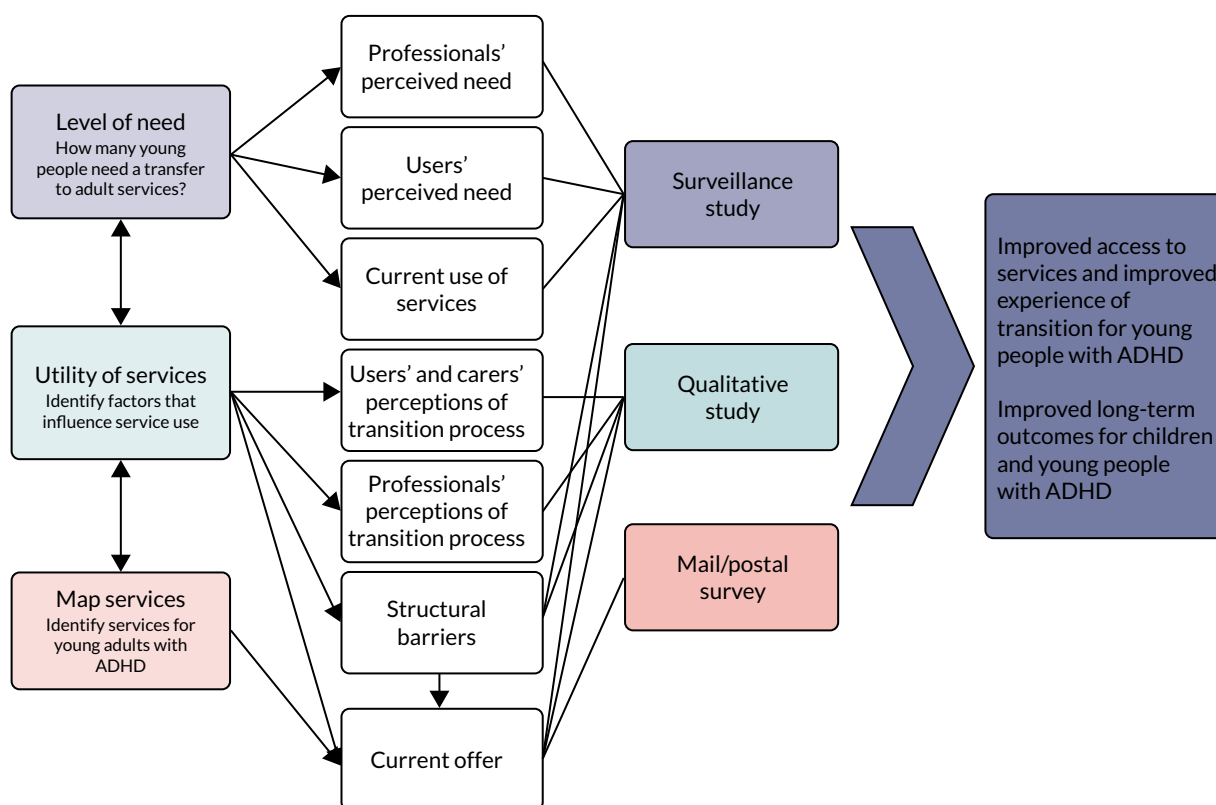 Level of need
How many young
people need a transfer
to adult services?
Utility of services
Identify factors that
influence service use
Map services
Identify services for
young adults with
ADHD
Professionals’
perceived need
Users’
perceived need
Current use of
services
Users’ and carers’
perceptions of
transition process
Professionals’
perceptions of
transition process
Structural
barriers
Current offer
Surveillance
study
Qualitative
study
Mail/postal
survey
Improved access to
services and improved
experience of
transition for young
people with ADHD
Improved long-term
outcomes for children
and young people
with ADHD